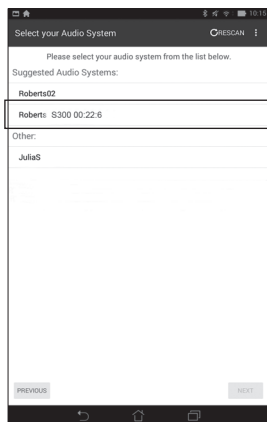 10:15
Select your Audio System RESCAN
Please select your audio system from the list below.
Suggested Audio Systems:
Roberts02
Roberts S300 00:22:6
Other:
JuliaS
PREVIOUS NEXT